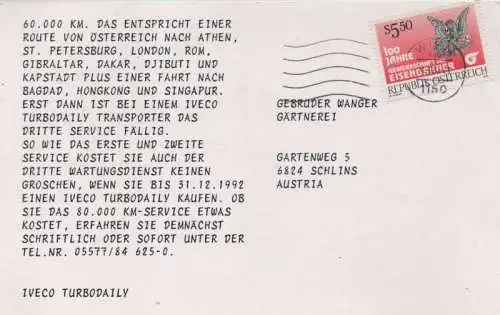 60.000 KM. DAS ENTSPRICHT EINER
ROUTE VON ÖSTERREICH NACH ATHEN,
ST. PETERSBURG, LONDON, ROM,
GIBRALTAR, DAKAR, DJIBUTI UND
KAPSTADT PLUS EINER FAHRT NACH
BAGDAD, HONGKONG UND SINGAPUR.
ERST DANN IST BEI EINEM IVECO
TURBODAILY TRANSPORTER DAS
DRITTE SERVICE FÄLLIG.
SO WIE DAS ERSTE UND ZWEITE
SERVICE KOSTET SIE AUCH DER
DRITTE WARTUNGSDIENST KEINEN
GROSCHEN, WENN SIE BIS 31.12.1992
EINEN IVECO TURBODAILY KAUFEN. OB
SIE DAS 80.000 KM-SERVICE ETWAS
KOSTET, ERFAHREN SIE DEMNÄCHST
SCHRIFTLICH ODER SOFORT UNTER DER
TEL.NR. 05577/84 625-0.
IVECO TURBODAILY
S5.50
100
JAHRE
GEWERKSCHAFT DER
EISENBAHNER
REPUBLIK ÖSTERREICH
1150
GEBRÜDER WANGER
GÄRTNEREI
GARTENWEG 5
6824 SCHLINS
AUSTRIA